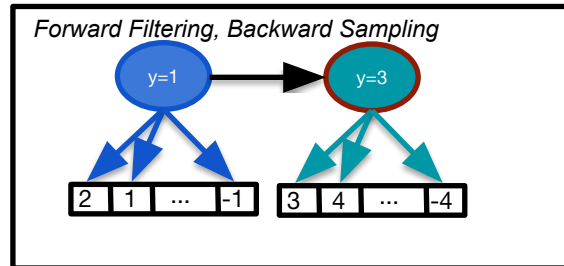 Forward Filtering, Backward Sampling
y=1 y=3
2 1 ... -1 3 4 ... -4